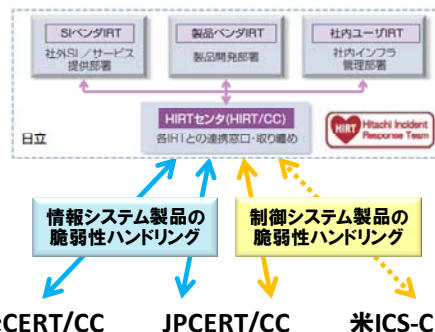 SIベンダIRT
社外SI／サービス
提供部署
製品ベンダIRT
製品開発部署
社内ユーザIRT
社内インフラ
管理部署
HIRTセンタ(HIRT/CC)
各IRTとの連携窓口・取り纏め
日立
HIRT
Hitachi Incident
Response Team
情報システム製品の
脆弱性ハンドリング
制御システム製品の
脆弱性ハンドリング
CERT/CC
JPCERT/CC
米ICS-C